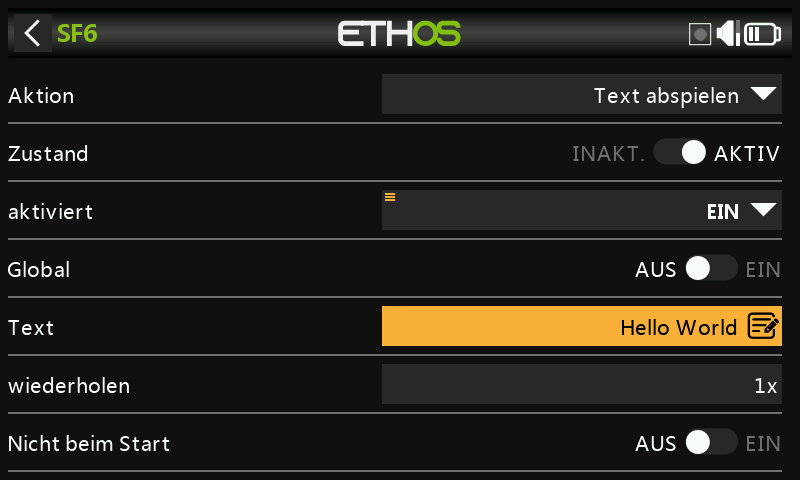 SF6 ETHOS
Aktion Text abspielen
Zustand INAKT. AKTIV
aktiviert EIN
Global AUS EIN
Text Hello World
wiederholen 1x
Nicht beim Start AUS EIN